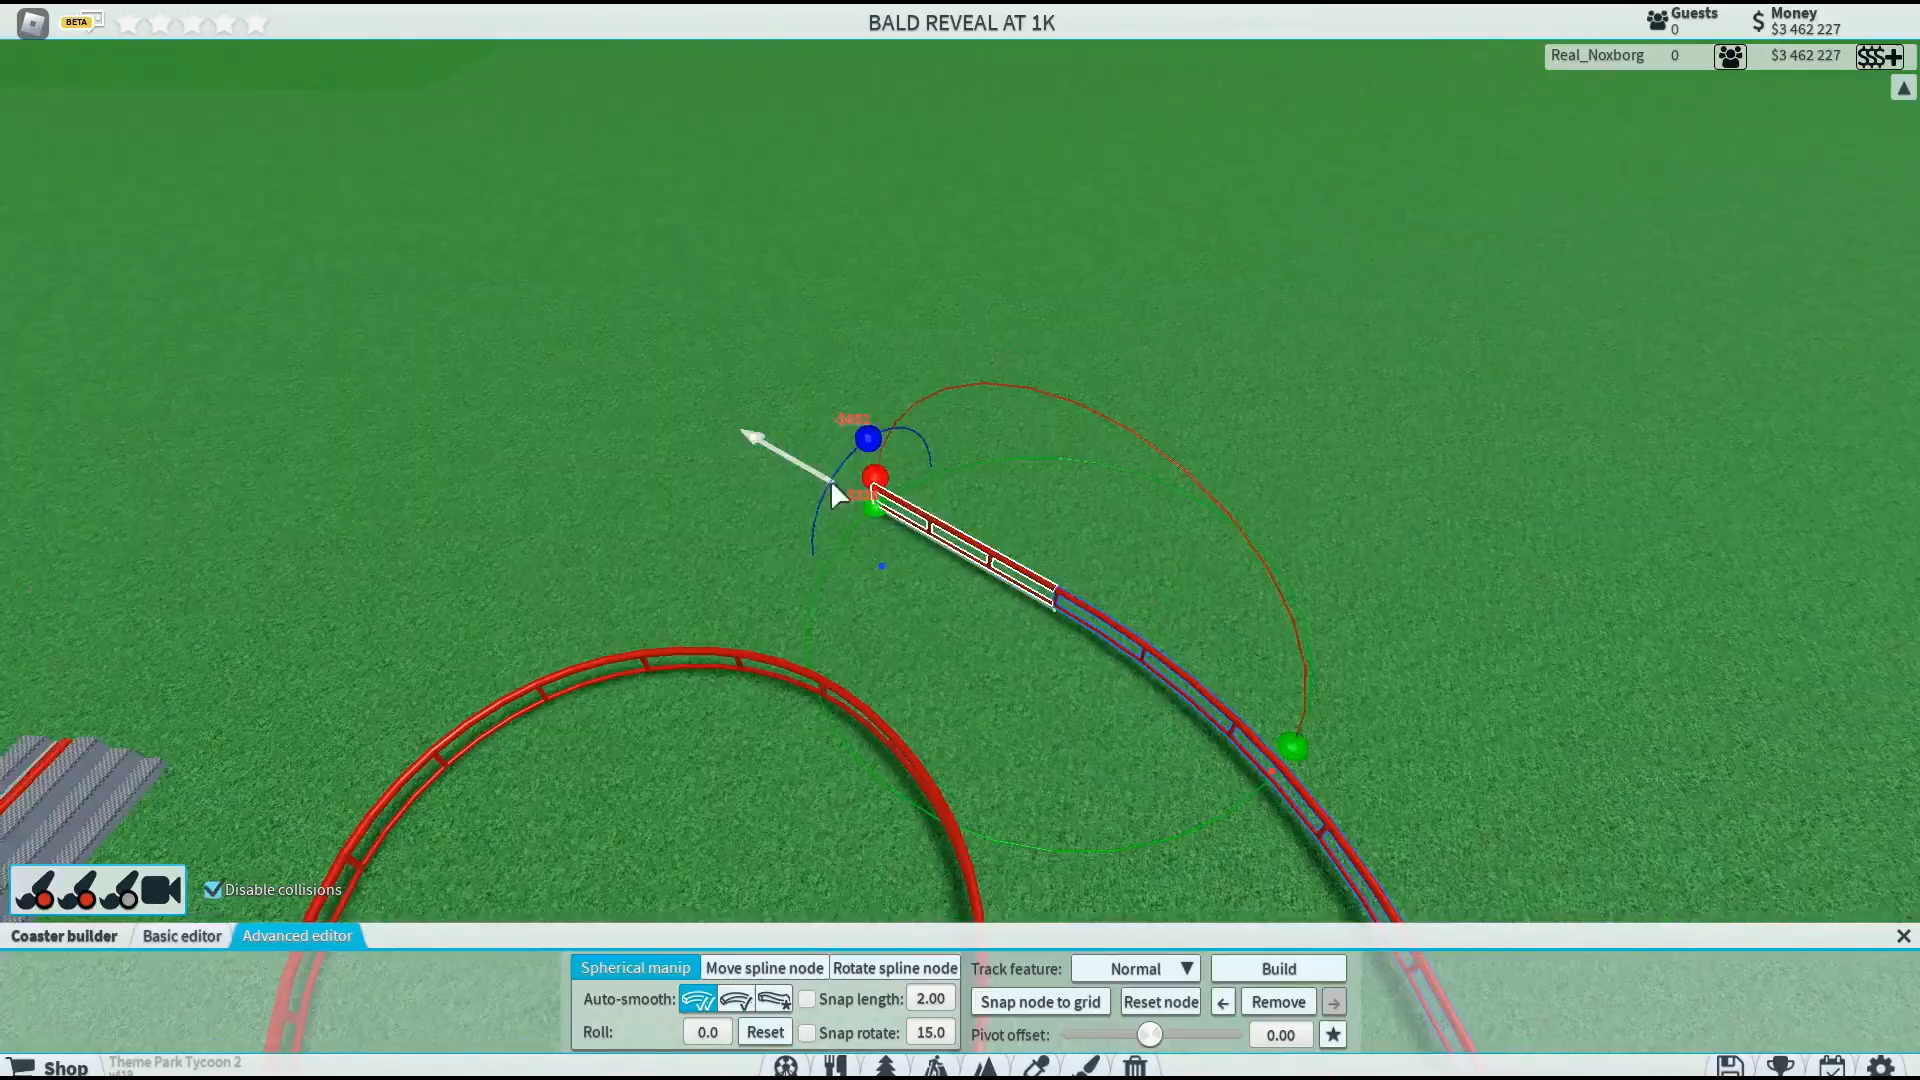 BETA
BALD REVEAL AT 1K
Guests
0
Money
$3 462 227
Real_Noxborg 0 $3 462 227 $$$+
Disable collisions
Coaster builder Basic editor Advanced editor
Spherical manip Move spline node Rotate spline node Track feature: Normal Build
Auto-smooth: Snap length: 2.00 Snap node to grid Reset node Remove
Roll: 0.0 Reset Snap rotate: 15.0 Pivot offset: 0.00
Shop
Theme Park Tycoon 2